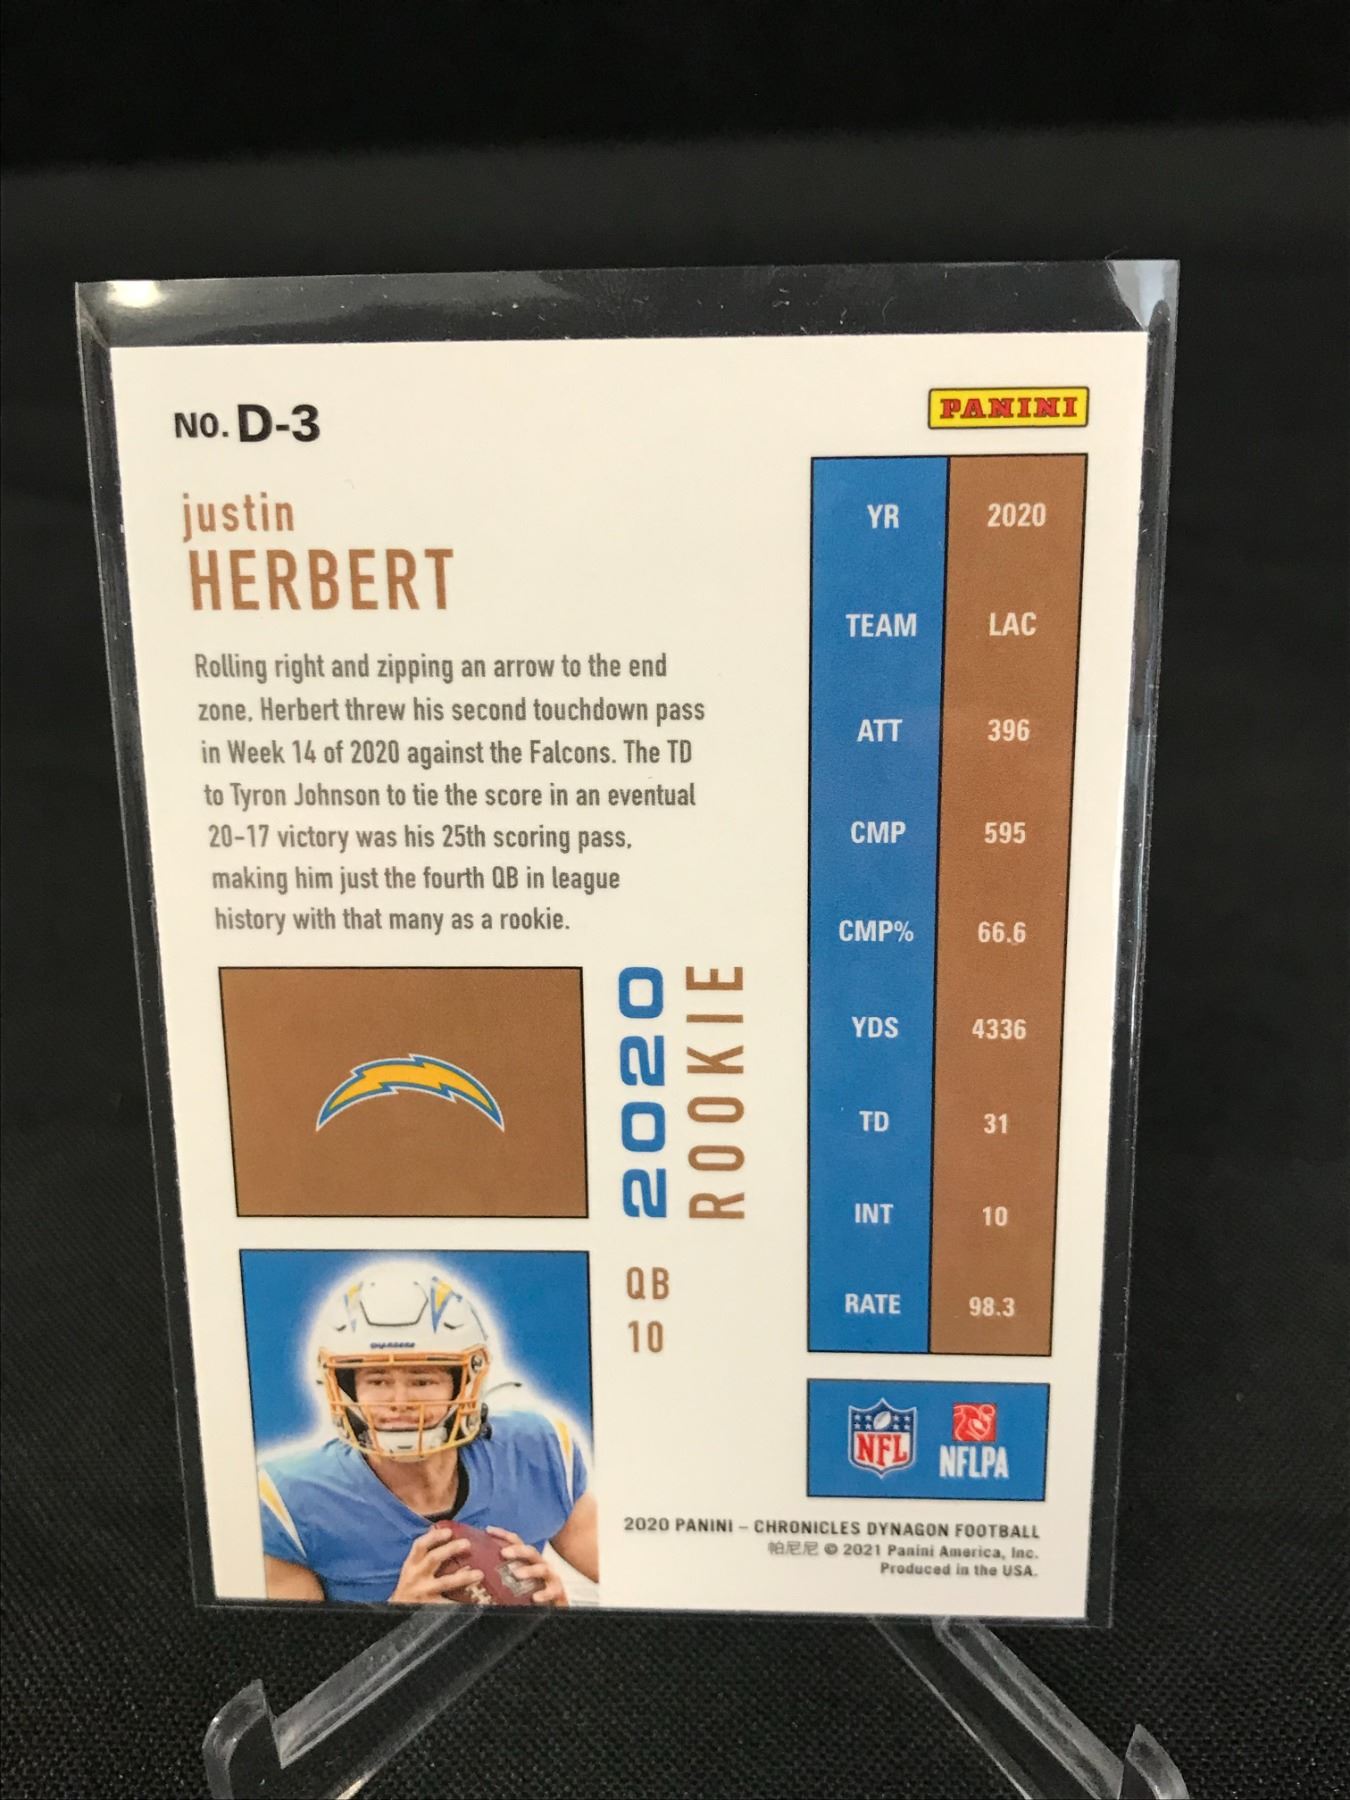 NO. D-3
PANINI
justin
HERBERT
Rolling right and zipping an arrow to the end
zone, Herbert threw his second touchdown pass
in Week 14 of 2020 against the Falcons. The TD
to Tyron Johnson to tie the score in an eventual
20-17 victory was his 25th scoring pass,
making him just the fourth QB in league
history with that many as a rookie.
2020
ROOKIE
QB
10
YR 2020
TEAM LAC
ATT 396
CMP 595
CMP% 66.6
YDS 4336
TD 31
INT 10
RATE 98.3
CHARGERS
NFL
NFLPA
2020 PANINI – CHRONICLES DYNAGON FOOTBALL
帕尼尼 © 2021 Panini America, Inc.
Produced in the USA.